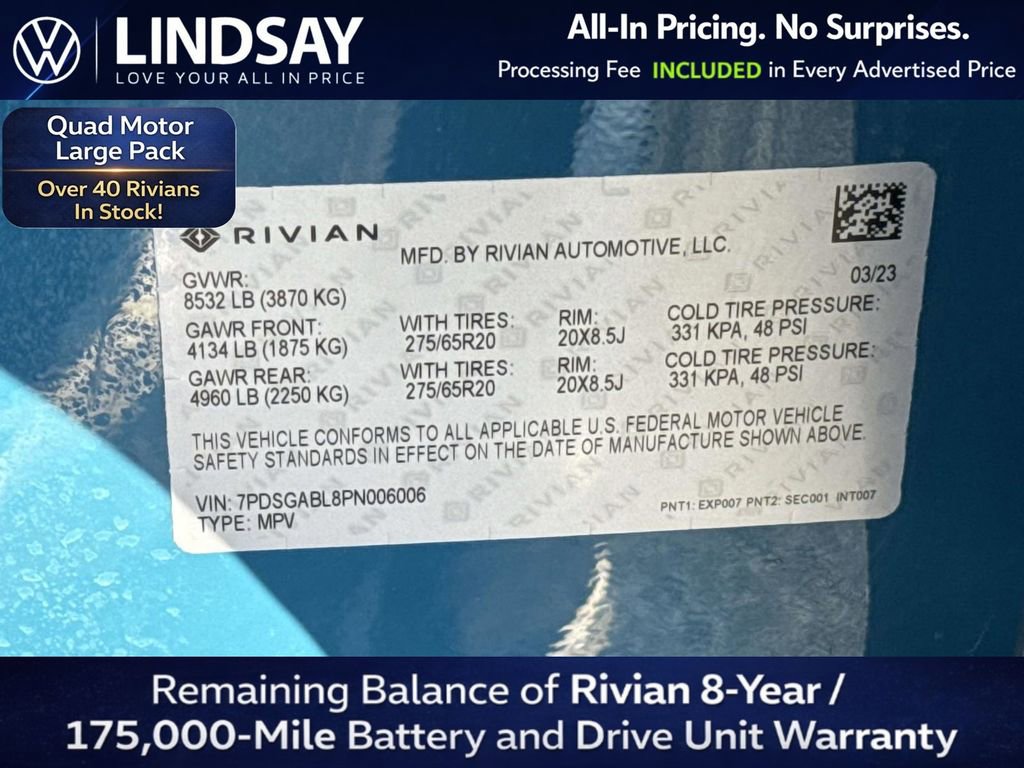 LINDSAY
LOVE YOUR ALL IN PRICE
All-In Pricing. No Surprises.
Processing Fee INCLUDED in Every Advertised Price
Quad Motor
Large Pack
Over 40 Rivians
In Stock!
RIVIAN
MFD. BY RIVIAN AUTOMOTIVE, LLC.
03/23
GVWR:
8532 LB (3870 KG)
GAWR FRONT: WITH TIRES: RIM: COLD TIRE PRESSURE:
4134 LB (1875 KG) 275/65R20 20X8.5J 331 KPA, 48 PSI
GAWR REAR: WITH TIRES: RIM: COLD TIRE PRESSURE:
4960 LB (2250 KG) 275/65R20 20X8.5J 331 KPA, 48 PSI
THIS VEHICLE CONFORMS TO ALL APPLICABLE U.S. FEDERAL MOTOR VEHICLE
SAFETY STANDARDS IN EFFECT ON THE DATE OF MANUFACTURE SHOWN ABOVE.
VIN: 7PDSGABL8PN006006
TYPE: MPV
PNT1: EXP007 PNT2: SEC001 INT007
Remaining Balance of Rivian 8-Year /
175,000-Mile Battery and Drive Unit Warranty